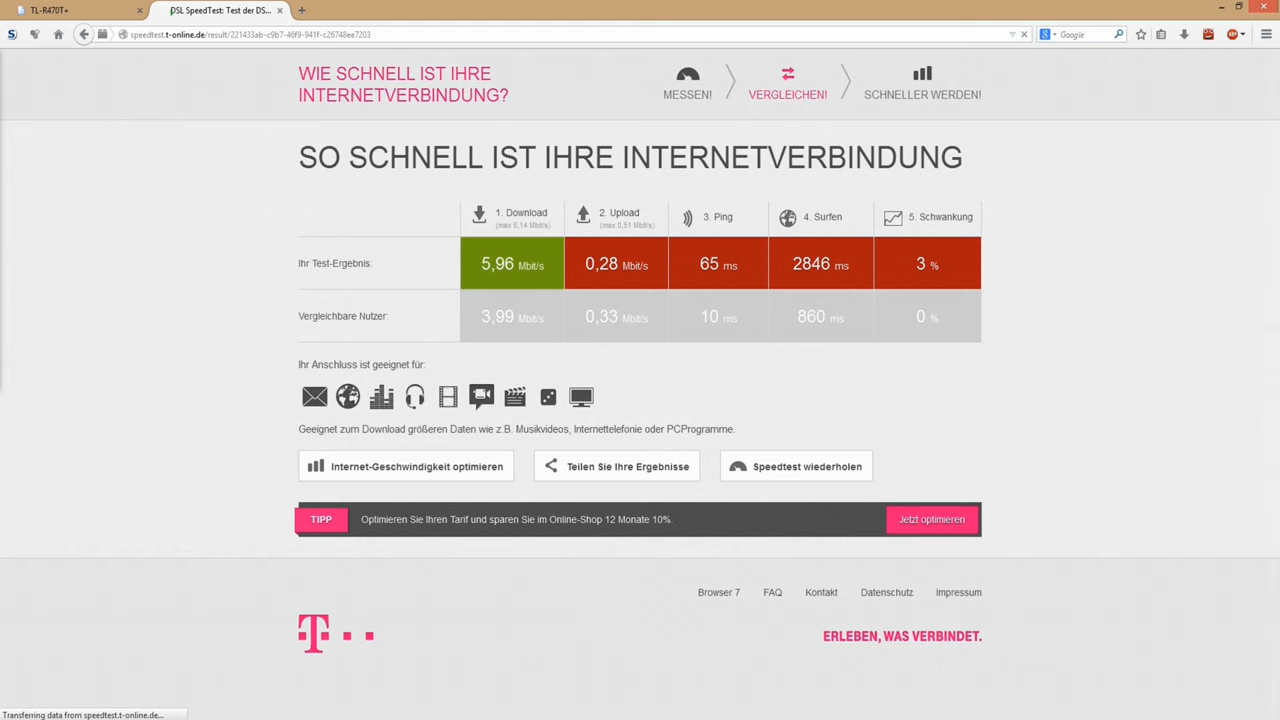 TL-R470T+
DSL SpeedTest: Test der DS...
speedtest.t-online.de/result/221433ab-c9b7-46f9-941f-c26748ee7203
Google
WIE SCHNELL IST IHRE
INTERNETVERBINDUNG?
MESSEN!
VERGLEICHEN!
SCHNELLER WERDEN!
SO SCHNELL IST IHRE INTERNETVERBINDUNG
1. Download
(max 6,14 Mbit/s)
2. Upload
(max 0,51 Mbit/s)
3. Ping
4. Surfen
5. Schwankung
Ihr Test-Ergebnis:
5,96 Mbit/s
0,28 Mbit/s
65 ms
2846 ms
3 %
Vergleichbare Nutzer:
3,99 Mbit/s
0,33 Mbit/s
10 ms
860 ms
0 %
Ihr Anschluss ist geeignet für:
Geeignet zum Download größeren Daten wie z.B. Musikvideos, Internettelefonie oder PCProgramme.
Internet-Geschwindigkeit optimieren
Teilen Sie Ihre Ergebnisse
Speedtest wiederholen
TIPP
Optimieren Sie Ihren Tarif und sparen Sie im Online-Shop 12 Monate 10%.
Jetzt optimieren
Browser 7
FAQ
Kontakt
Datenschutz
Impressum
T
ERLEBEN, WAS VERBINDET.
Transferring data from speedtest.t-online.de...